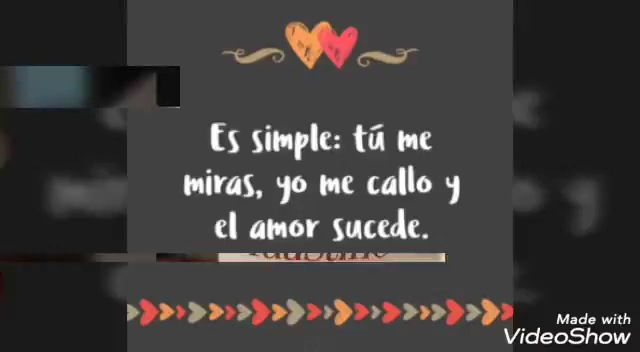 Es simple: tú me
miras, yo me callo y
el amor sucede.
Made with
VideoShow